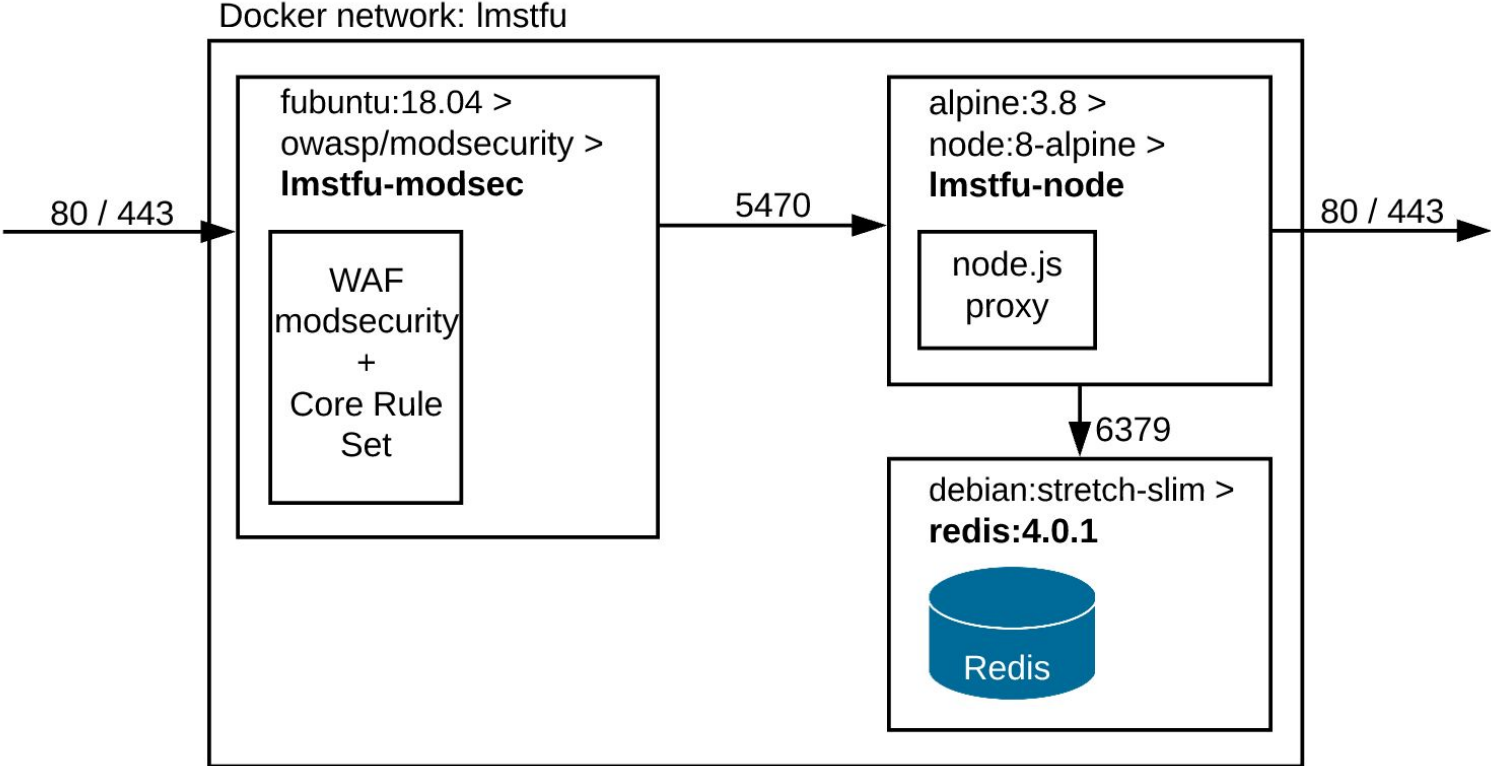 Docker network: lmstfu
fubuntu:18.04 >
owasp/modsecurity >
lmstfu-modsec
80 / 443
WAF
modsecurity
+
Core Rule
Set
5470
alpine:3.8 >
node:8-alpine >
lmstfu-node
node.js
proxy
80 / 443
6379
debian:stretch-slim >
redis:4.0.1
Redis